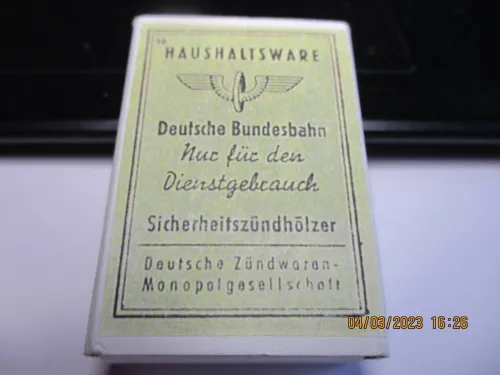 HAUSHALTSWARE
Deutsche Bundesbahn
Nur für den
Dienstgebrauch
Sicherheitszündhölzer
Deutsche Zündwaren-
Monopolgesellschaft
04/03/2023 16:26